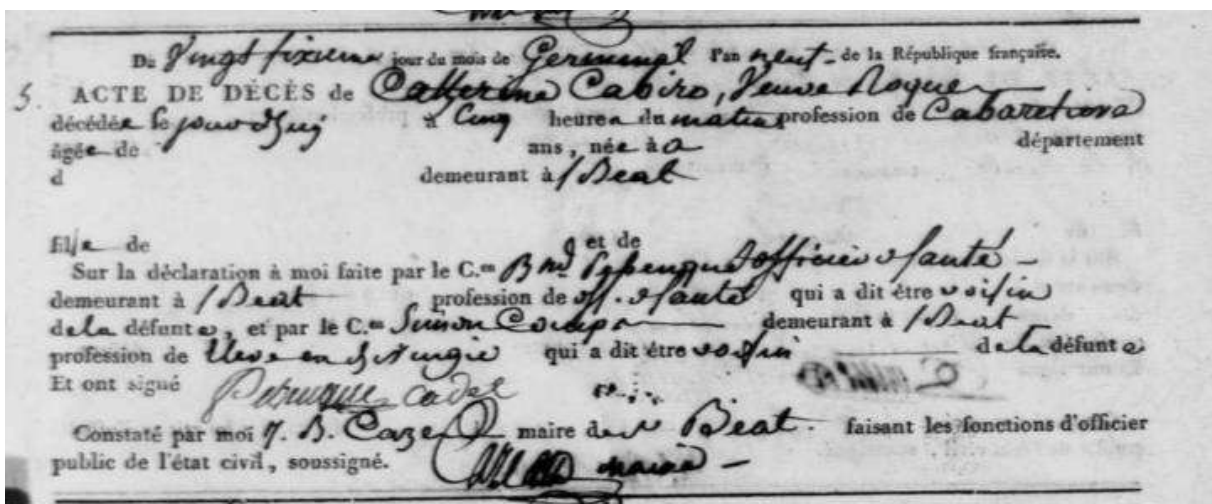 Du Vingt sixieme jour du mois de Germinal l'an neuf de la République française.
5. ACTE DE DÉCÈS de Catherine Cabiro, Veuve Roque
décédée le jour d'huy à Cinq heures du matin profession de Cabaretiere
âgée de ans, née à a département
d demeurant à St Beat
fille de et de
Sur la déclaration à moi faite par le C.en Bnd officier de santé
demeurant à St Beat profession de off. de santé qui a dit être voisin
de la défunte, et par le C.en Simon Comps demeurant à St Beat
profession de Eleve en chirurgie qui a dit être voisin de la défunte
Et ont signé cadet
Constaté par moi J. B. Caze maire de St Beat faisant les fonctions d'officier
public de l'état civil, soussigné. maire